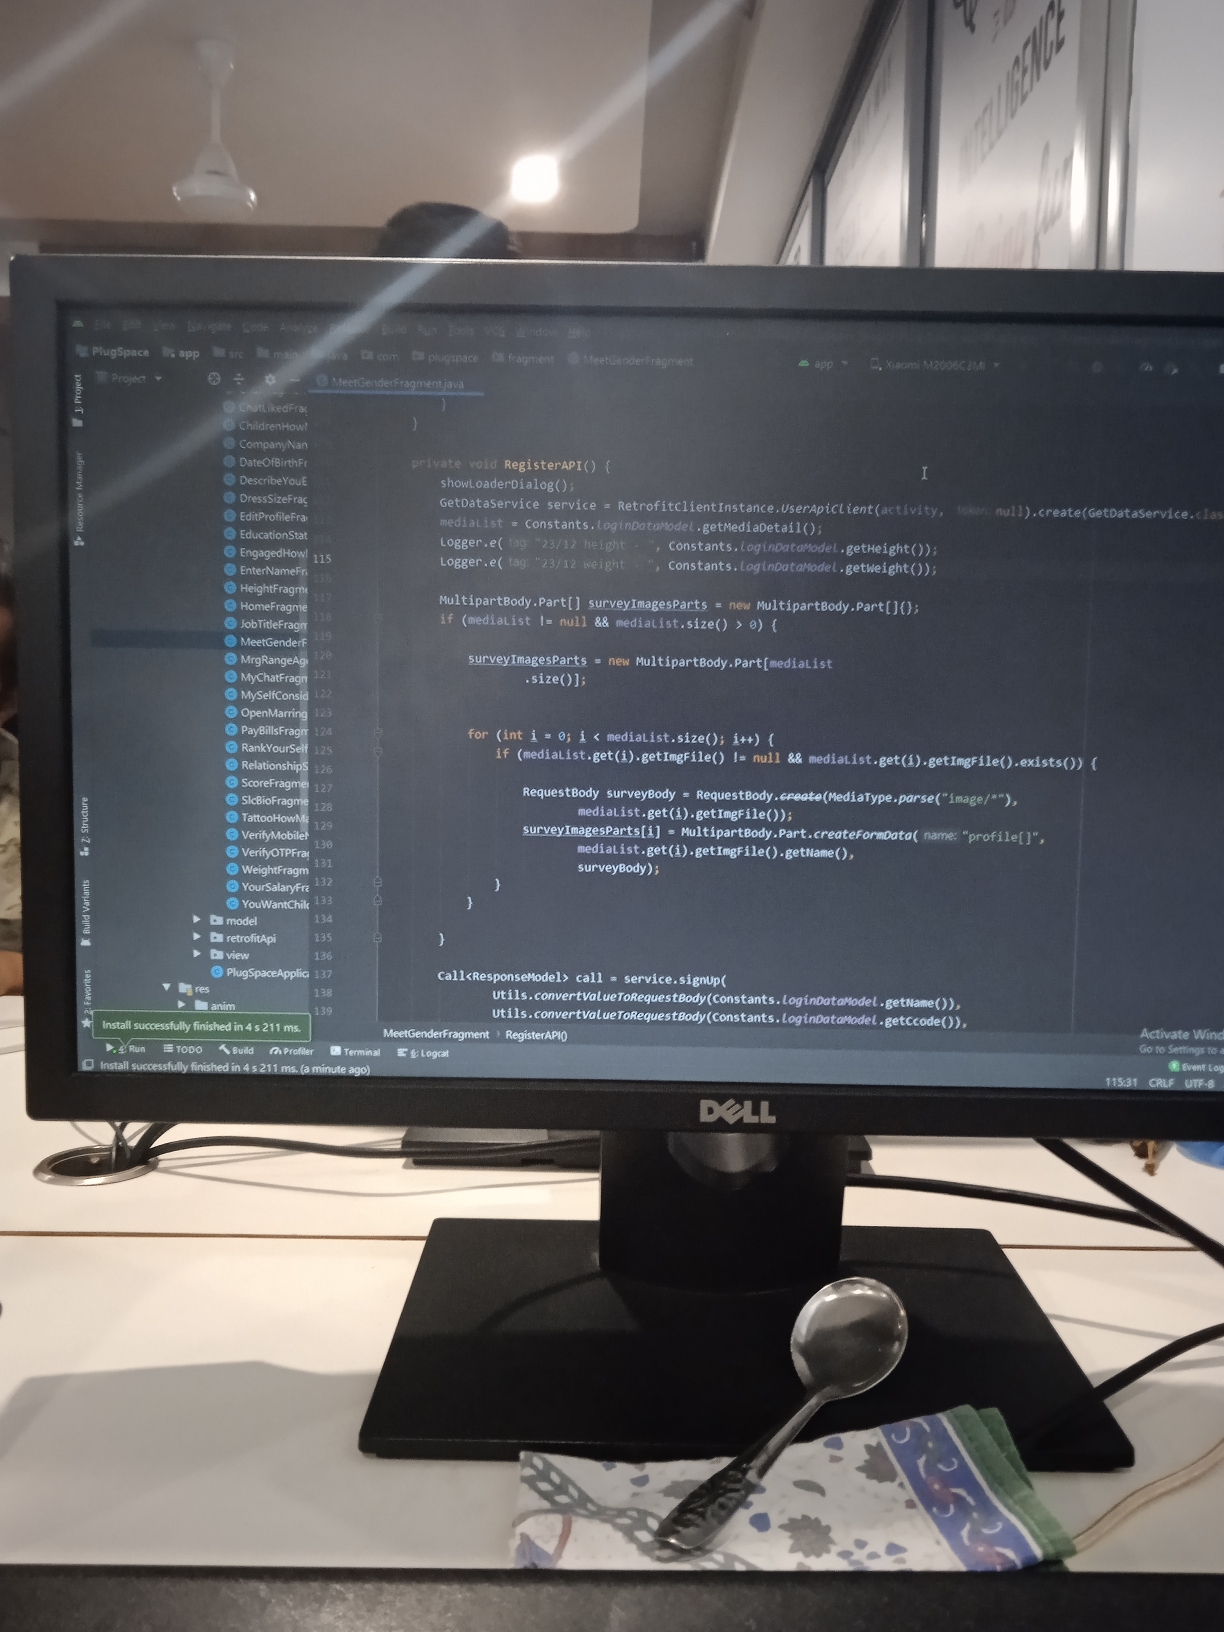 INTELLIGENCE
File Edit View Navigate Code Analyze Build Run Tools VCS Window Help
PlugSpace app src main java com plugspace fragment MeetGenderFragment app Xiaomi M2006C3MI
Project MeetGenderFragment.java
1: Project
Resource Manager
Z: Structure
Build Variants
2: Favorites
ChatLikedFrag
ChildrenHowM
CompanyNan
DateOfBirthFr
DescribeYouE
DressSizeFrag
EditProfileFra
EducationStat
EngagedHowl
EnterNameFr
HeightFragme
HomeFragme
JobTitleFragm
MeetGenderF
MrgRangeAg
MyChatFragn
MySelfConsid
OpenMarring
PayBillsFragm
RankYourSelf
RelationshipS
ScoreFragme
SlcBioFragme
TattooHowMa
VerifyMobileN
VerifyOTPFra
WeightFragm
YourSalaryFra
YouWantChil
model
retrofitApi
view
PlugSpaceApplic
res
anim
}
}
private void RegisterAPI() {
showLoaderDialog();
GetDataService service = RetrofitClientInstance.UserApiClient(activity, token: null).create(GetDataService.clas
mediaList = Constants.loginDataModel.getMediaDetail();
Logger.e( tag: "23/12 height - ", Constants.loginDataModel.getHeight());
115 Logger.e( tag: "23/12 weight - ", Constants.loginDataModel.getWeight());
116
117 MultipartBody.Part[] surveyImagesParts = new MultipartBody.Part[]{};
118 if (mediaList != null && mediaList.size() > 0) {
119
120 surveyImagesParts = new MultipartBody.Part[mediaList
121 .size()];
122
123
124 for (int i = 0; i < mediaList.size(); i++) {
125 if (mediaList.get(i).getImgFile() != null && mediaList.get(i).getImgFile().exists()) {
126
127 RequestBody surveyBody = RequestBody.create(MediaType.parse("image/*"),
128 mediaList.get(i).getImgFile());
129 surveyImagesParts[i] = MultipartBody.Part.createFormData( name: "profile[]",
130 mediaList.get(i).getImgFile().getName(),
131 surveyBody);
132 }
133 }
134
135 }
136
137 Call<ResponseModel> call = service.signUp(
138 Utils.convertValueToRequestBody(Constants.loginDataModel.getName()),
139 Utils.convertValueToRequestBody(Constants.loginDataModel.getCcode()),
Install successfully finished in 4 s 211 ms.
MeetGenderFragment > RegisterAPI()
Activate Wind
Go to Settings to a
4: Run TODO Build Profiler Terminal 6: Logcat Event Log
Install successfully finished in 4 s 211 ms. (a minute ago) 115:31 CRLF UTF-8
DELL